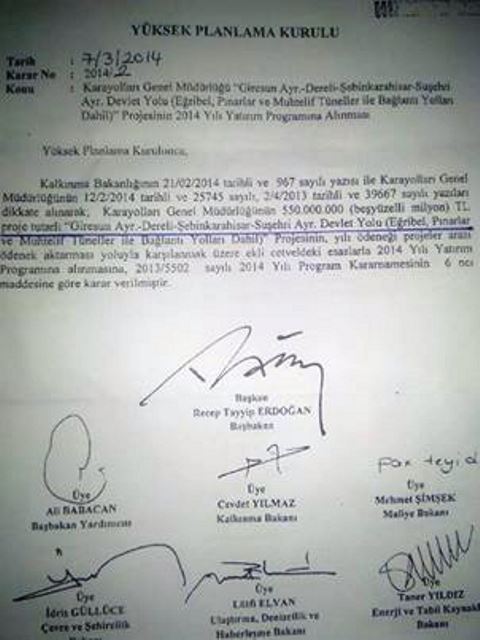 YÜKSEK PLANLAMA KURULU
Tarih : 7/3/2014
Karar No : 2014/2
Konu : Karayolları Genel Müdürlüğü "Giresun Ayr.-Dereli-Şebinkarahisar-Suşehri
Ayr. Devlet Yolu (Eğribel, Pınarlar ve Muhtelif Tüneller ile Bağlantı Yolları
Dahil)" Projesinin 2014 Yılı Yatırım Programına Alınması
Yüksek Planlama Kurulunca,
Kalkınma Bakanlığının 21/02/2014 tarihli ve 967 sayılı yazısı ile Karayolları Genel
Müdürlüğünün 12/2/2014 tarihli ve 25745 sayılı, 2/4/2013 tarihli ve 39667 sayılı yazıları
dikkate alınarak; Karayolları Genel Müdürlüğünün 550.000.000 (beşyüzelli milyon) TL
proje tutarlı "Giresun Ayr.-Dereli-Şebinkarahisar-Suşehri Ayr. Devlet Yolu (Eğribel, Pınarlar
ve Muhtelif Tüneller ile Bağlantı Yolları Dahil)" Projesinin, yılı ödeneği projeler arası
ödenek aktarması yoluyla karşılanmak üzere ekli cetveldeki esaslarla 2014 Yılı Yatırım
Programına alınmasına, 2013/5502 sayılı 2014 Yılı Program Kararnamesinin 6 ncı
maddesine göre karar verilmiştir.
Başkan
Recep Tayyip ERDOĞAN
Başbakan
Fax teyid
Üye
Ali BABACAN
Başbakan Yardımcısı
Üye
Cevdet YILMAZ
Kalkınma Bakanı
Üye
Mehmet ŞİMŞEK
Maliye Bakanı
Üye
İdris GÜLLÜCE
Çevre ve Şehircilik
Bakanı
Üye
Lütfi ELVAN
Ulaştırma, Denizcilik ve
Haberleşme Bakanı
Üye
Taner YILDIZ
Enerji ve Tabii Kaynakl
Bakanı